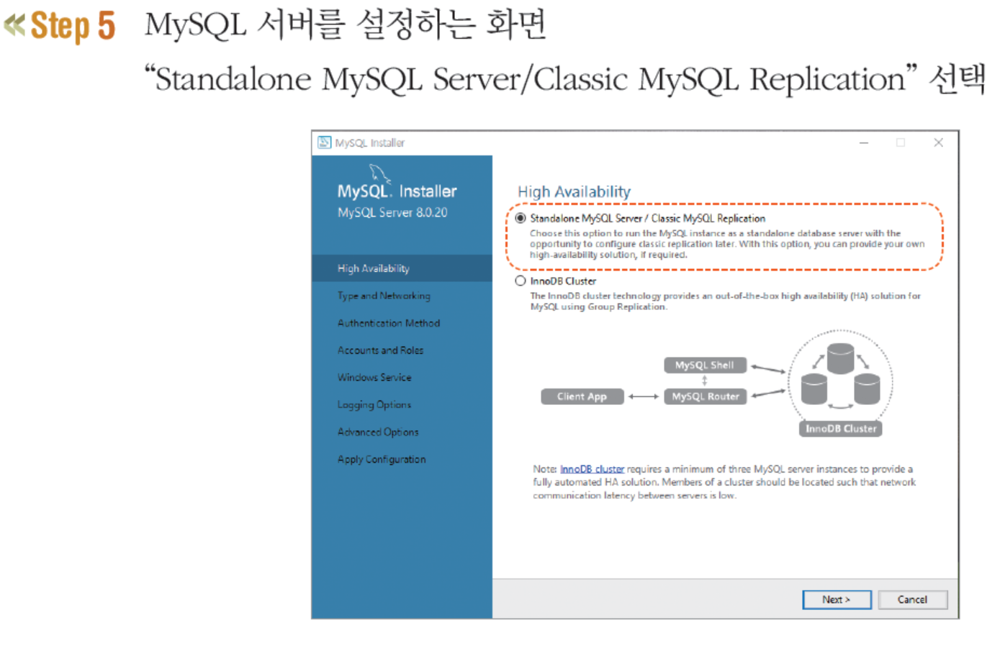 ≪Step 5 MySQL 서버를 설정하는 화면
“Standalone MySQL Server/Classic MySQL Replication” 선택
MySQL Installer
MySQL. Installer
MySQL Server 8.0.20
High Availability
Type and Networking
Authentication Method
Accounts and Roles
Windows Service
Logging Options
Advanced Options
Apply Configuration
High Availability
Standalone MySQL Server / Classic MySQL Replication
Choose this option to run the MySQL instance as a standalone database server with the
opportunity to configure classic replication later. With this option, you can provide your own
high-availability solution, if required.
InnoDB Cluster
The InnoDB cluster technology provides an out-of-the-box high availability (HA) solution for
MySQL using Group Replication.
MySQL Shell
Client App
MySQL Router
InnoDB Cluster
Note: InnoDB cluster requires a minimum of three MySQL server instances to provide a
fully automated HA solution. Members of a cluster should be located such that network
communication latency between servers is low.
Next >
Cancel